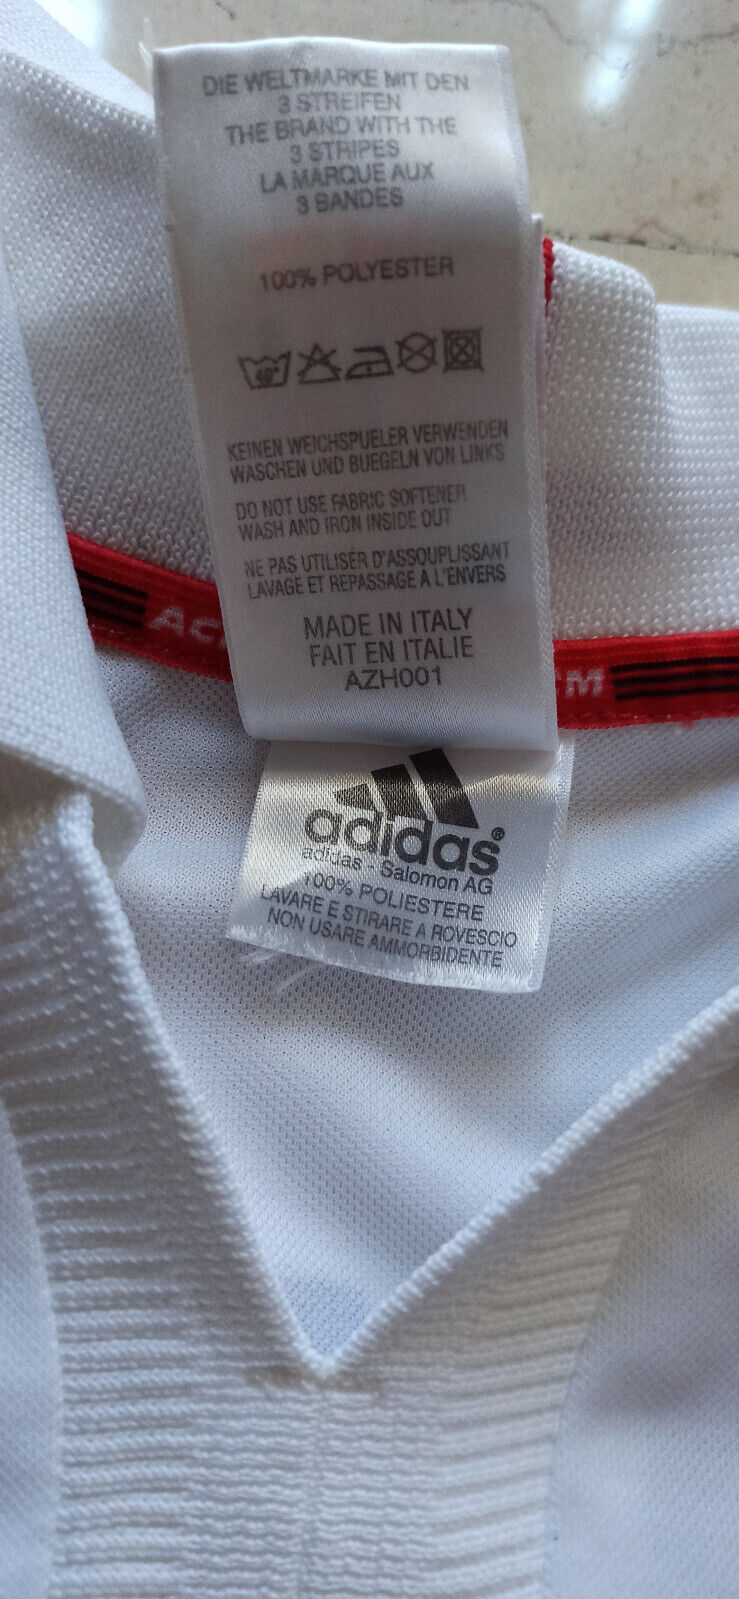 DIE WELTMARKE MIT DEN
3 STREIFEN
THE BRAND WITH THE
3 STRIPES
LA MARQUE AUX
3 BANDES
100% POLYESTER
40°
KEINEN WEICHSPUELER VERWENDEN
WASCHEN UND BUEGELN VON LINKS
DO NOT USE FABRIC SOFTENER
WASH AND IRON INSIDE OUT
NE PAS UTILISER D'ASSOUPLISSANT
LAVAGE ET REPASSAGE A L'ENVERS
MADE IN ITALY
FAIT EN ITALIE
AZH001
AC
adidas®
adidas - Salomon AG
100% POLIESTERE
LAVARE E STIRARE A ROVESCIO
NON USARE AMMORBIDENTE